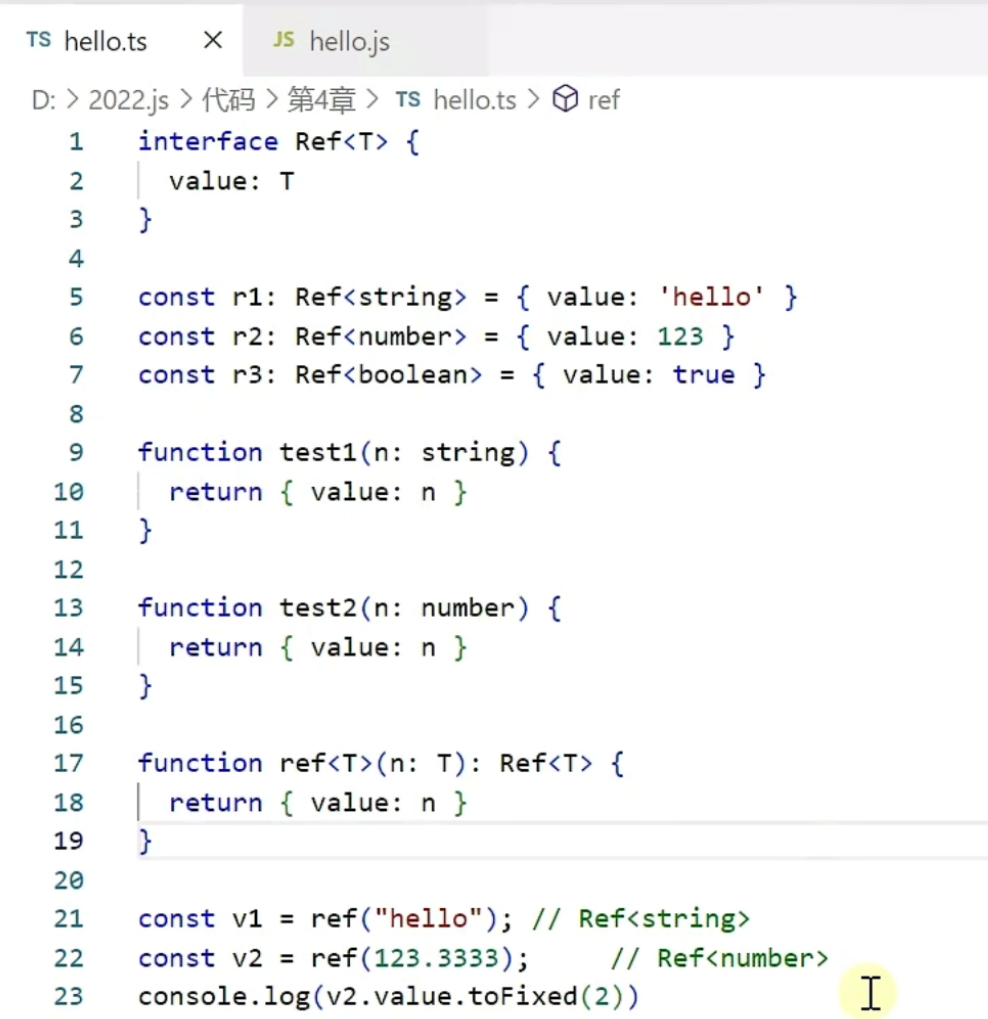 TS hello.ts × JS hello.js
D: > 2022.js > 代码 > 第4章 > TS hello.ts > ref
1 interface Ref<T> {
2   value: T
3 }
4
5 const r1: Ref<string> = { value: 'hello' }
6 const r2: Ref<number> = { value: 123 }
7 const r3: Ref<boolean> = { value: true }
8
9 function test1(n: string) {
10   return { value: n }
11 }
12
13 function test2(n: number) {
14   return { value: n }
15 }
16
17 function ref<T>(n: T): Ref<T> {
18   return { value: n }
19 }
20
21 const v1 = ref("hello"); // Ref<string>
22 const v2 = ref(123.3333);     // Ref<number>
23 console.log(v2.value.toFixed(2))